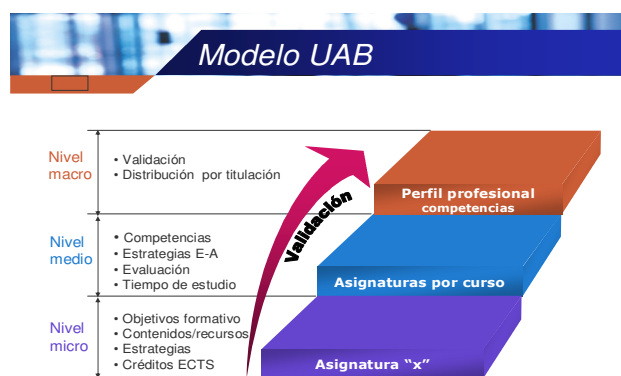 Modelo UAB
Nivel
macro
• Validación
• Distribución por titulación
Perfil profesional
competencias
Validación
Nivel
medio
• Competencias
• Estrategias E-A
• Evaluación
• Tiempo de estudio
Asignaturas por curso
Nivel
micro
• Objetivos formativo
• Contenidos/recursos
• Estrategias
• Créditos ECTS
Asignatura “x”